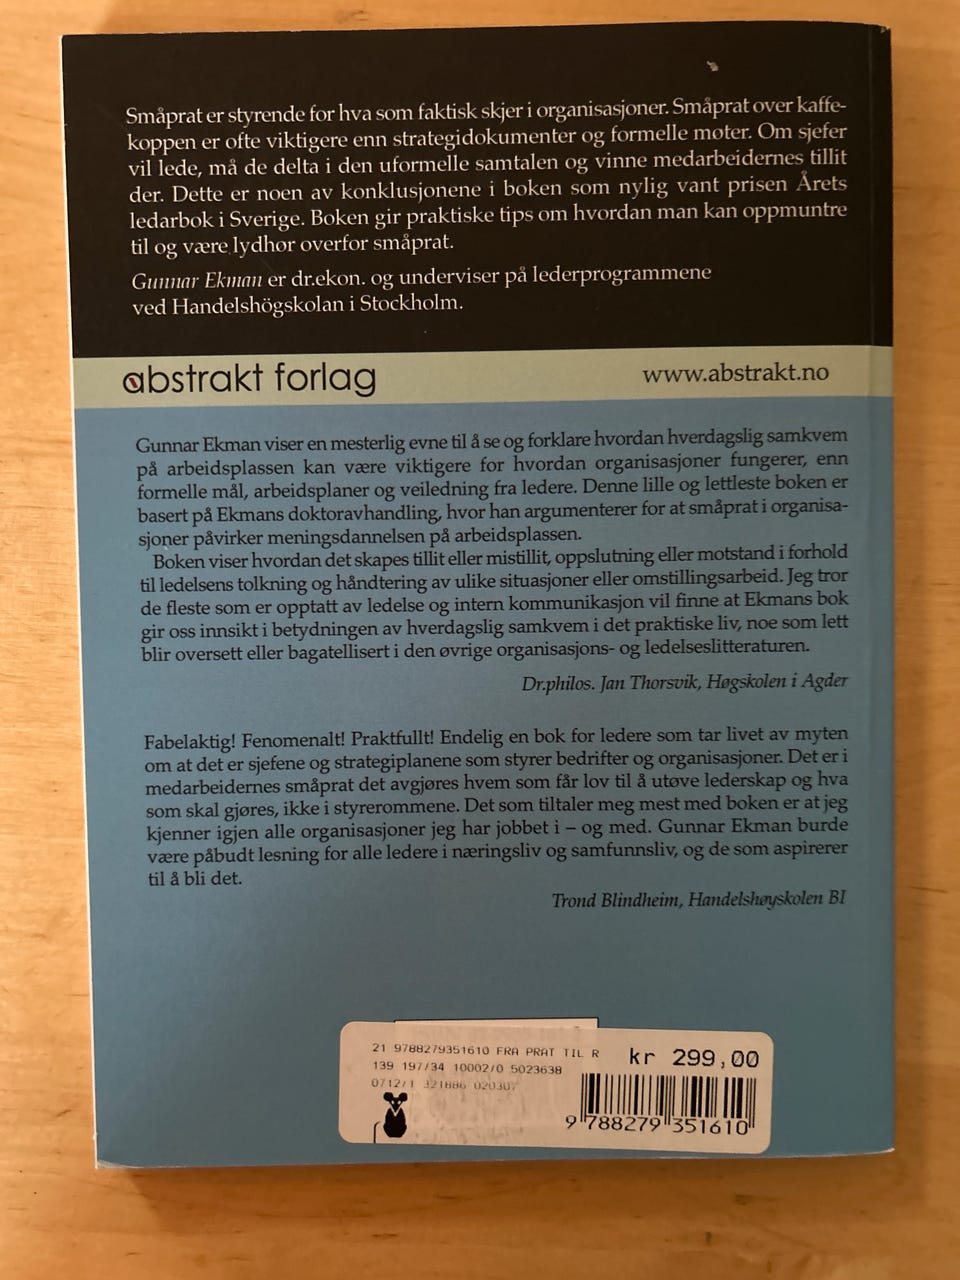 Småprat er styrende for hva som faktisk skjer i organisasjoner. Småprat over kaffe-
koppen er ofte viktigere enn strategidokumenter og formelle møter. Om sjefer
vil lede, må de delta i den uformelle samtalen og vinne medarbeidernes tillit
der. Dette er noen av konklusjonene i boken som nylig vant prisen Årets
ledarbok i Sverige. Boken gir praktiske tips om hvordan man kan oppmuntre
til og være lydhør overfor småprat.
Gunnar Ekman er dr.ekon. og underviser på lederprogrammene
ved Handelshögskolan i Stockholm.
abstrakt forlag www.abstrakt.no
Gunnar Ekman viser en mesterlig evne til å se og forklare hvordan hverdagslig samkvem
på arbeidsplassen kan være viktigere for hvordan organisasjoner fungerer, enn
formelle mål, arbeidsplaner og veiledning fra ledere. Denne lille og lettleste boken er
basert på Ekmans doktoravhandling, hvor han argumenterer for at småprat i organisa-
sjoner påvirker meningsdannelsen på arbeidsplassen.
Boken viser hvordan det skapes tillit eller mistillit, oppslutning eller motstand i forhold
til ledelsens tolkning og håndtering av ulike situasjoner eller omstillingsarbeid. Jeg tror
de fleste som er opptatt av ledelse og intern kommunikasjon vil finne at Ekmans bok
gir oss innsikt i betydningen av hverdagslig samkvem i det praktiske liv, noe som lett
blir oversett eller bagatellisert i den øvrige organisasjons- og ledelseslitteraturen.
Dr.philos. Jan Thorsvik, Høgskolen i Agder
Fabelaktig! Fenomenalt! Praktfullt! Endelig en bok for ledere som tar livet av myten
om at det er sjefene og strategiplanene som styrer bedrifter og organisasjoner. Det er i
medarbeidernes småprat det avgjøres hvem som får lov til å utøve lederskap og hva
som skal gjøres, ikke i styrerommene. Det som tiltaler meg mest med boken er at jeg
kjenner igjen alle organisasjoner jeg har jobbet i – og med. Gunnar Ekman burde
være påbudt lesning for alle ledere i næringsliv og samfunnsliv, og de som aspirerer
til å bli det.
Trond Blindheim, Handelshøyskolen BI
21 9788279351610 FRA PRAT TIL R kr 299,00
139 197/34 10002/0 5023638
0712/1 321886 020307
9 788279 351610